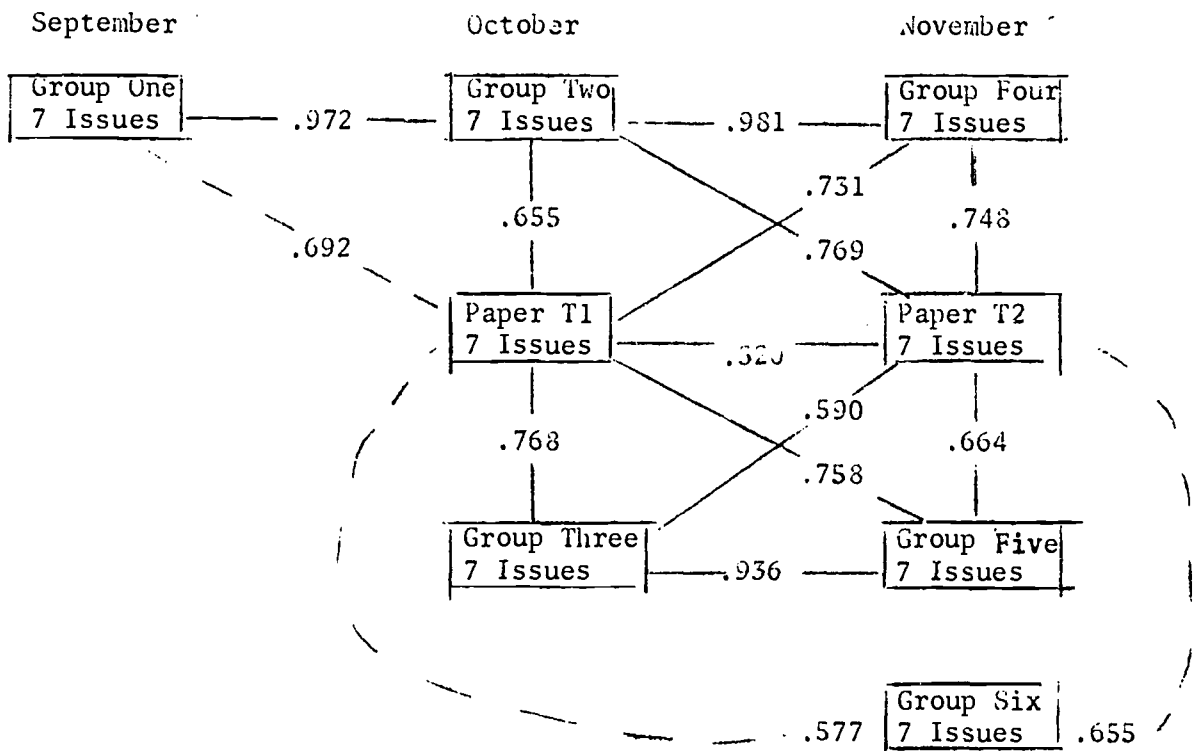 September October November
Group One Group Two Group Four
7 Issues .972 7 Issues .981 7 Issues
.731
.655 .748
.692 .769
Paper T1 Paper T2
7 Issues 7 Issues
.590
.768 .664
.758
Group Three Group Five
7 Issues .936 7 Issues
Group Six
.577 7 Issues .655